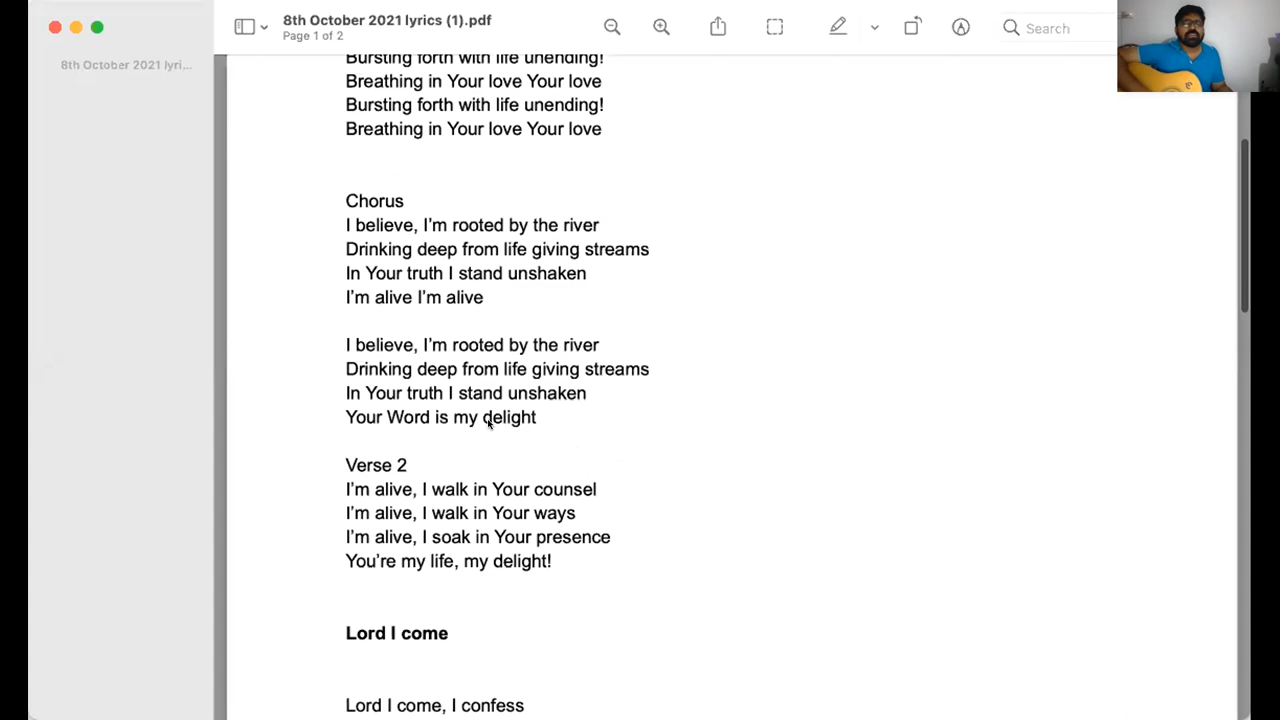 8th October 2021 lyrics (1).pdf
Page 1 of 2
Search
8th October 2021 lyri...
Bursting forth with life unending!
Breathing in Your love Your love
Bursting forth with life unending!
Breathing in Your love Your love
Chorus
I believe, I'm rooted by the river
Drinking deep from life giving streams
In Your truth I stand unshaken
I'm alive I'm alive
I believe, I'm rooted by the river
Drinking deep from life giving streams
In Your truth I stand unshaken
Your Word is my delight
Verse 2
I'm alive, I walk in Your counsel
I'm alive, I walk in Your ways
I'm alive, I soak in Your presence
You're my life, my delight!
Lord I come
Lord I come, I confess